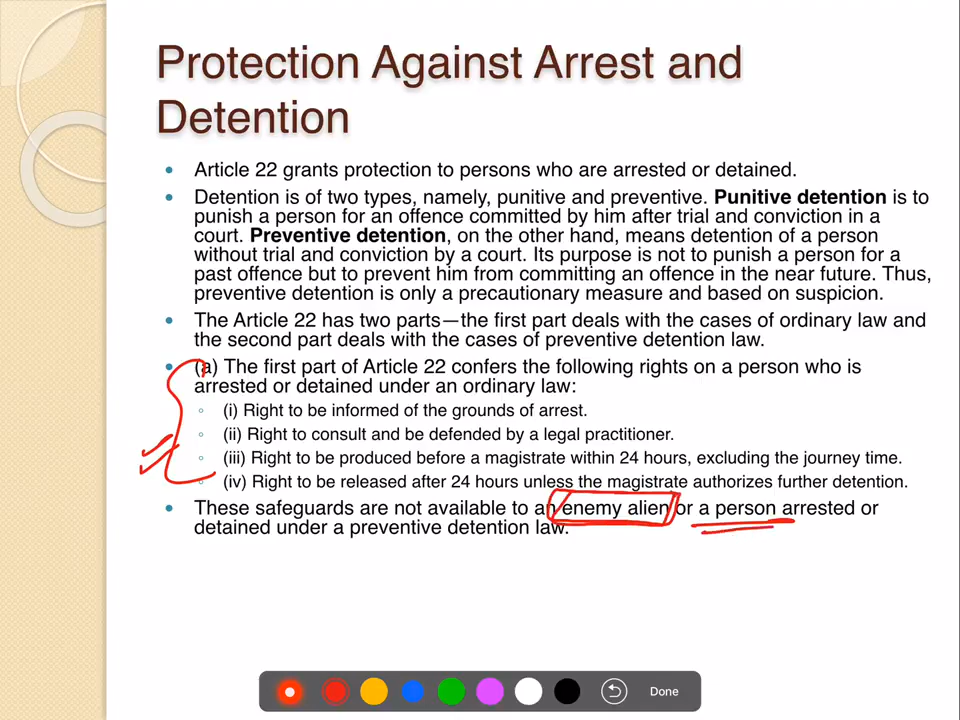 Protection Against Arrest and
Detention
Article 22 grants protection to persons who are arrested or detained.
Detention is of two types, namely, punitive and preventive. Punitive detention is to
punish a person for an offence committed by him after trial and conviction in a
court. Preventive detention, on the other hand, means detention of a person
without trial and conviction by a court. Its purpose is not to punish a person for a
past offence but to prevent him from committing an offence in the near future. Thus,
preventive detention is only a precautionary measure and based on suspicion.
The Article 22 has two parts—the first part deals with the cases of ordinary law and
the second part deals with the cases of preventive detention law.
(a) The first part of Article 22 confers the following rights on a person who is
arrested or detained under an ordinary law:
(i) Right to be informed of the grounds of arrest.
(ii) Right to consult and be defended by a legal practitioner.
(iii) Right to be produced before a magistrate within 24 hours, excluding the journey time.
(iv) Right to be released after 24 hours unless the magistrate authorizes further detention.
These safeguards are not available to an enemy alien or a person arrested or
detained under a preventive detention law.
Done